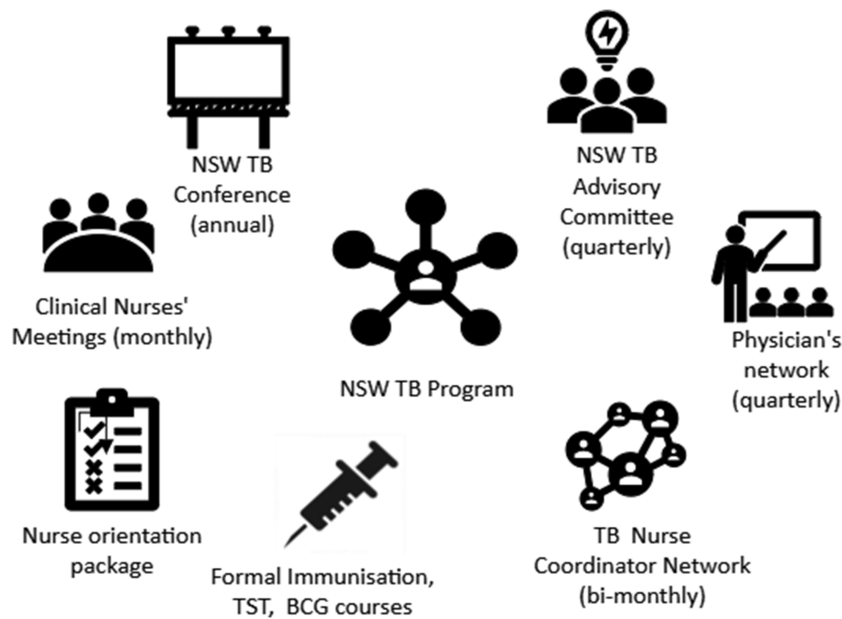 NSW TB
Conference
(annual)
NSW TB
Advisory
Committee
(quarterly)
Clinical Nurses'
Meetings (monthly)
Physician's
network
(quarterly)
NSW TB Program
Nurse orientation
package
Formal Immunisation,
TST, BCG courses
TB Nurse
Coordinator Network
(bi-monthly)